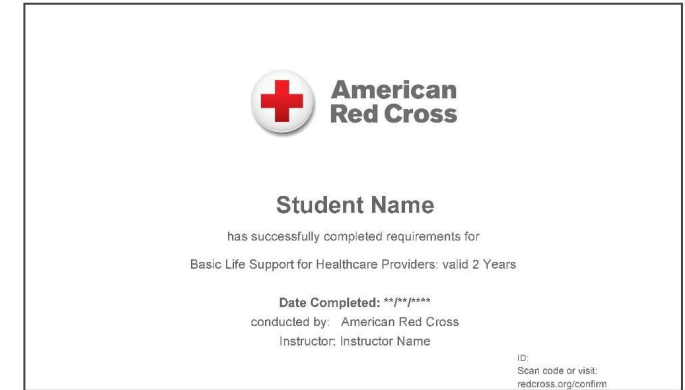 American
Red Cross
Student Name
has successfully completed requirements for
Basic Life Support for Healthcare Providers: valid 2 Years
Date Completed: **/**/****
conducted by: American Red Cross
Instructor: Instructor Name
ID:
Scan code or visit:
redcross.org/confirm